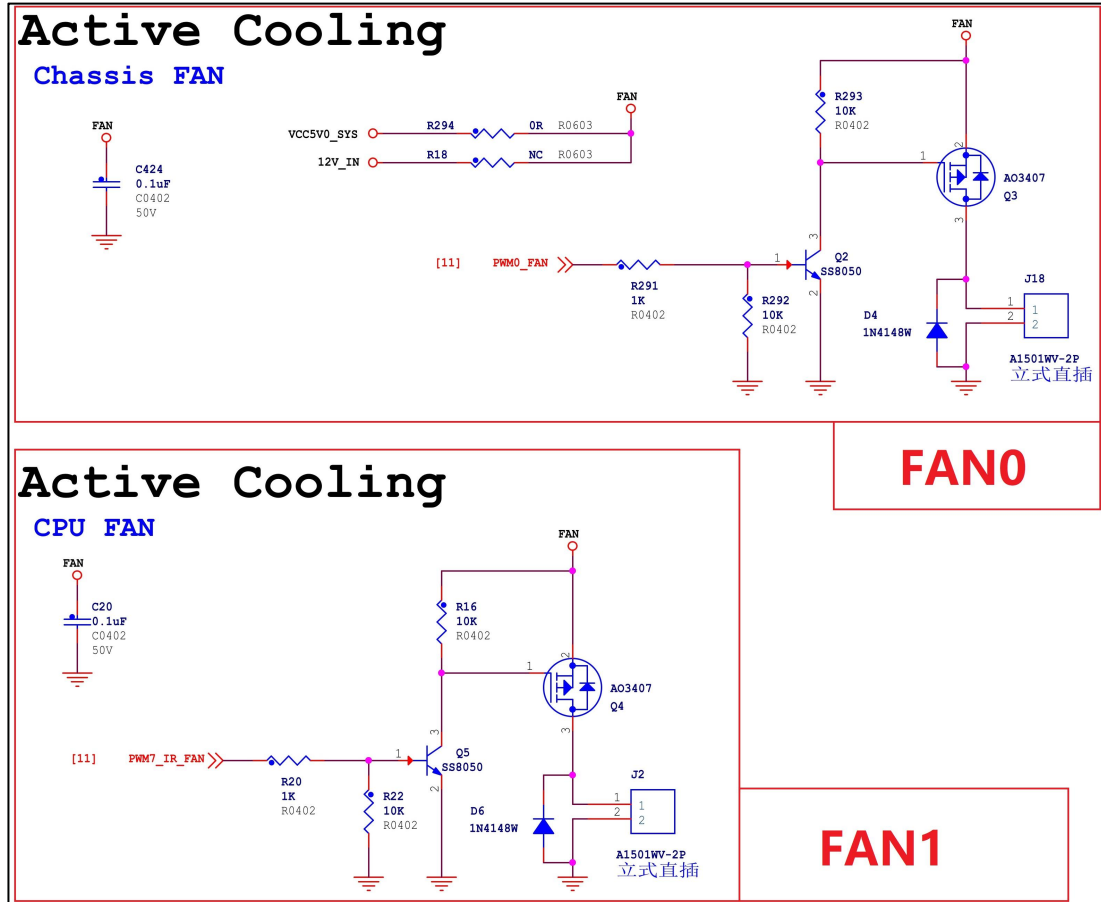 Active Cooling
Chassis FAN
FAN
C424
0.1uF
C0402
50V
FAN
VCC5V0_SYS
R294
0R
R0603
12V_IN
R18
NC
R0603
[11]
PWM0_FAN
R291
1K
R0402
R292
10K
R0402
1
3
2
Q2
SS8050
FAN
R293
10K
R0402
1
2
3
AO3407
Q3
D4
1N4148W
J18
1
2
1
2
A1501WV-2P
立式直插
FAN0
Active Cooling
CPU FAN
FAN
C20
0.1uF
C0402
50V
[11]
PWM7_IR_FAN
R20
1K
R0402
R22
10K
R0402
1
3
2
Q5
SS8050
FAN
R16
10K
R0402
1
2
3
AO3407
Q4
D6
1N4148W
J2
1
2
1
2
A1501WV-2P
立式直插
FAN1